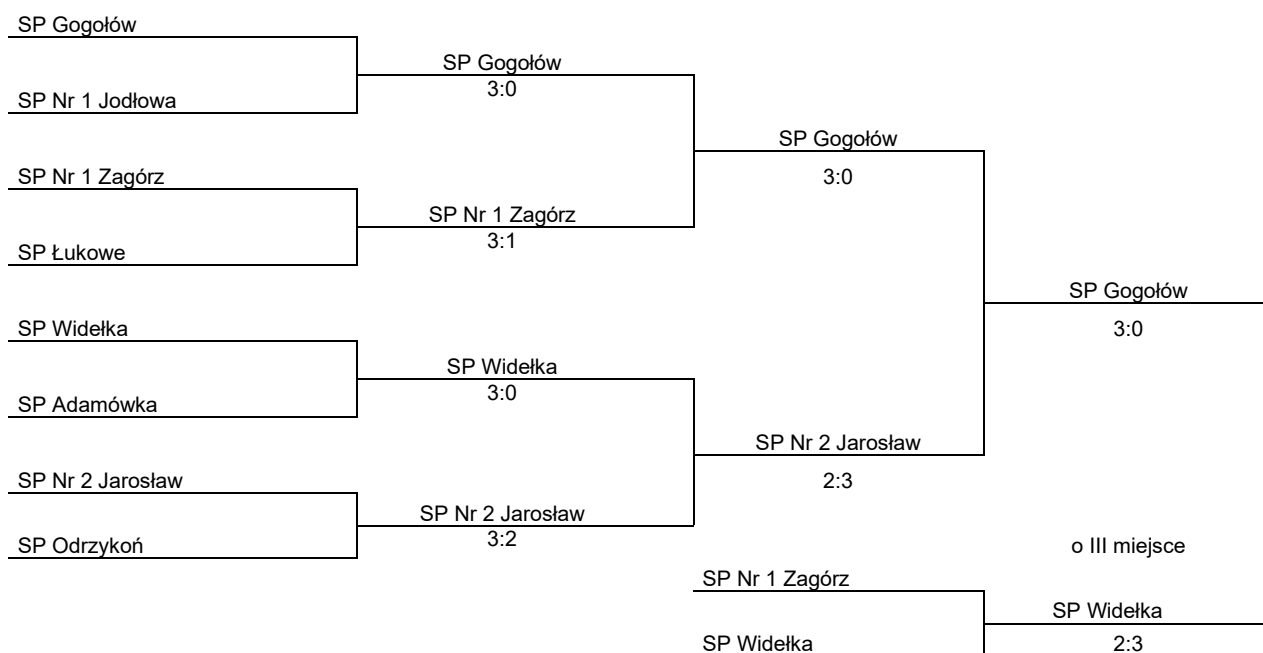 SP Gogołów
SP Gogołów
3:0
SP Nr 1 Jodłowa
SP Gogołów
3:0
SP Nr 1 Zagórz
SP Nr 1 Zagórz
3:1
SP Łukowe
SP Gogołów
3:0
SP Widełka
SP Widełka
3:0
SP Adamówka
SP Nr 2 Jarosław
2:3
SP Nr 2 Jarosław
SP Nr 2 Jarosław
3:2
SP Odrzykoń
o III miejsce
SP Nr 1 Zagórz
SP Widełka
2:3
SP Widełka